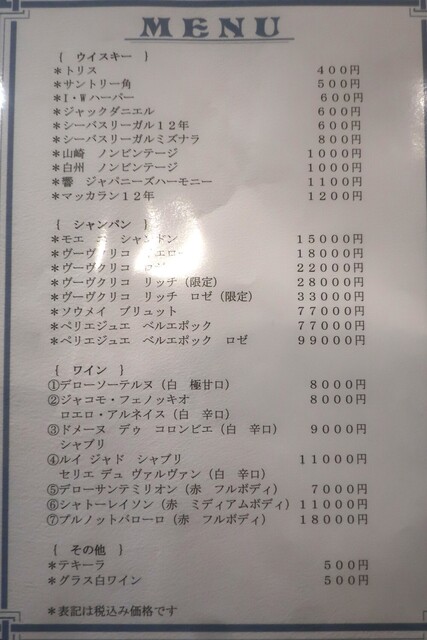 MENU
{ ウイスキー }
＊トリス 400円
＊サントリー角 500円
＊I・Wハーパー 600円
＊ジャックダニエル 600円
＊シーバスリーガル12年 600円
＊シーバスリーガルミズナラ 800円
＊山崎 ノンビンテージ 1000円
＊白州 ノンビンテージ 1000円
＊響 ジャパニーズハーモニー 1100円
＊マッカラン12年 1200円
{ シャンパン }
＊モエ エ シャンドン 15000円
＊ヴーヴクリコ 18000円
＊ヴーヴクリコ ロゼ 22000円
＊ヴーヴクリコ リッチ（限定） 28000円
＊ヴーヴクリコ リッチ ロゼ（限定） 33000円
＊ソウメイ ブリュット 77000円
＊ペリエジュエ ベルエポック 77000円
＊ペリエジュエ ベルエポック ロゼ 99000円
{ ワイン }
①デローソーテルヌ（白 極甘口） 8000円
②ジャコモ・フェノッキオ 8000円
ロエロ・アルネイス（白 辛口）
③ドメーヌ デゥ コロンビエ（白 辛口） 9000円
シャブリ
④ルイ ジャド シャブリ 11000円
セリエ デュ ヴァルヴァン（白 辛口）
⑤デローサンテミリオン（赤 フルボディ） 7000円
⑥シャトーレイソン（赤 ミディアムボディ） 11000円
⑦ブルノットバローロ（赤 フルボディ） 18000円
{ その他 }
＊テキーラ 500円
＊グラス白ワイン 500円
＊表記は税込み価格です